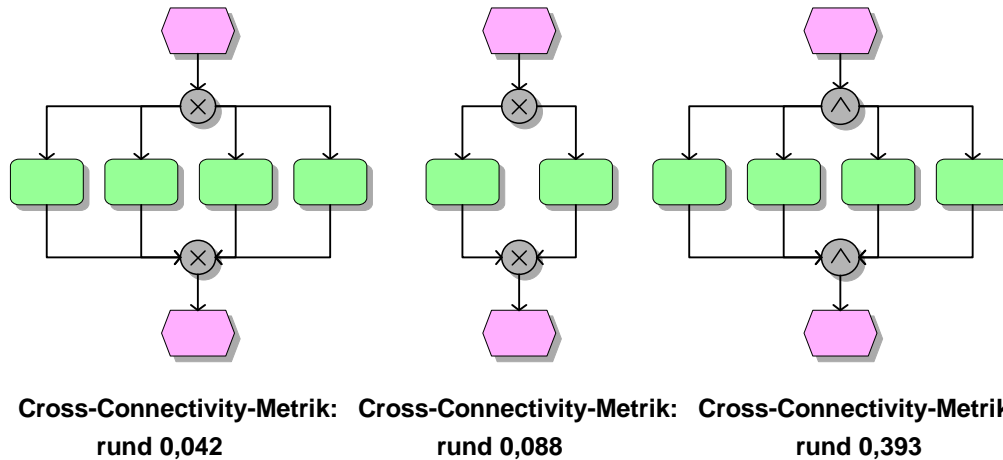 Cross-Connectivity-Metrik:
rund 0,042
Cross-Connectivity-Metrik:
rund 0,088
Cross-Connectivity-Metrik
rund 0,393